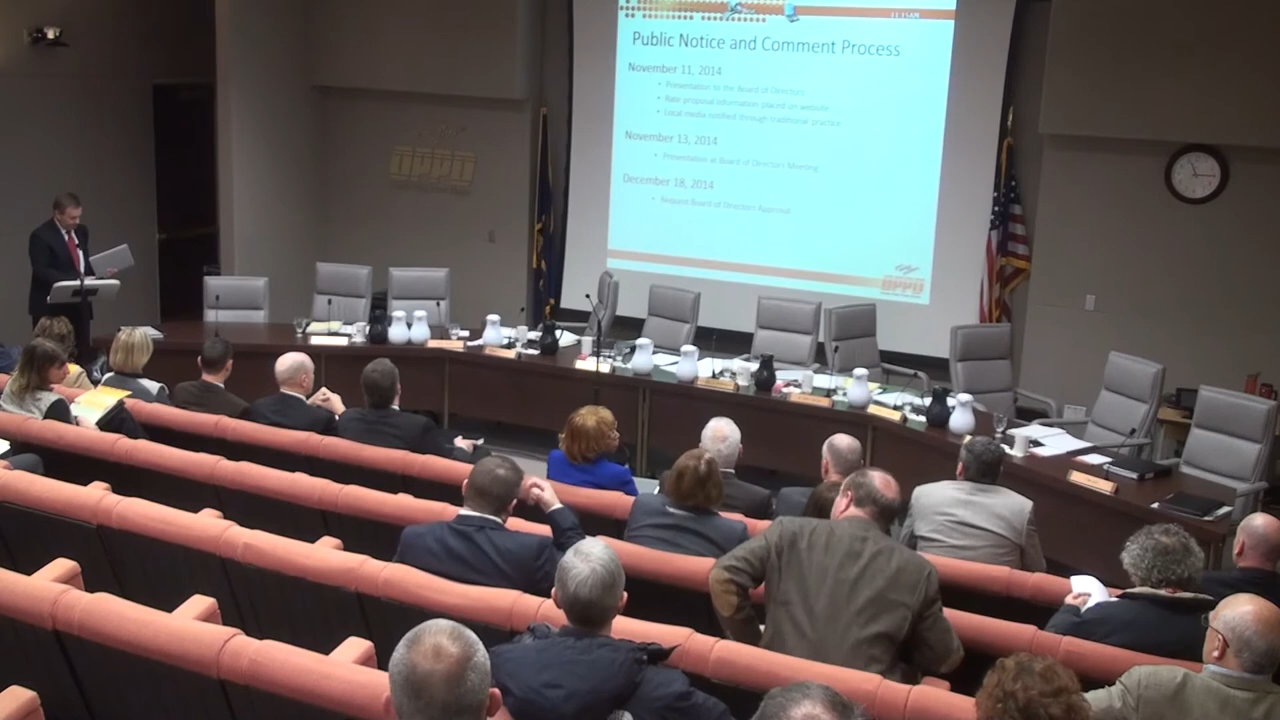 11:15AM
Public Notice and Comment Process
November 11, 2014
• Presentation to the Board of Directors
• Rate proposal information placed on website
• Local media notified through traditional practice
November 13, 2014
• Presentation at Board of Directors Meeting
December 18, 2014
• Request Board of Directors Approval
OPPD